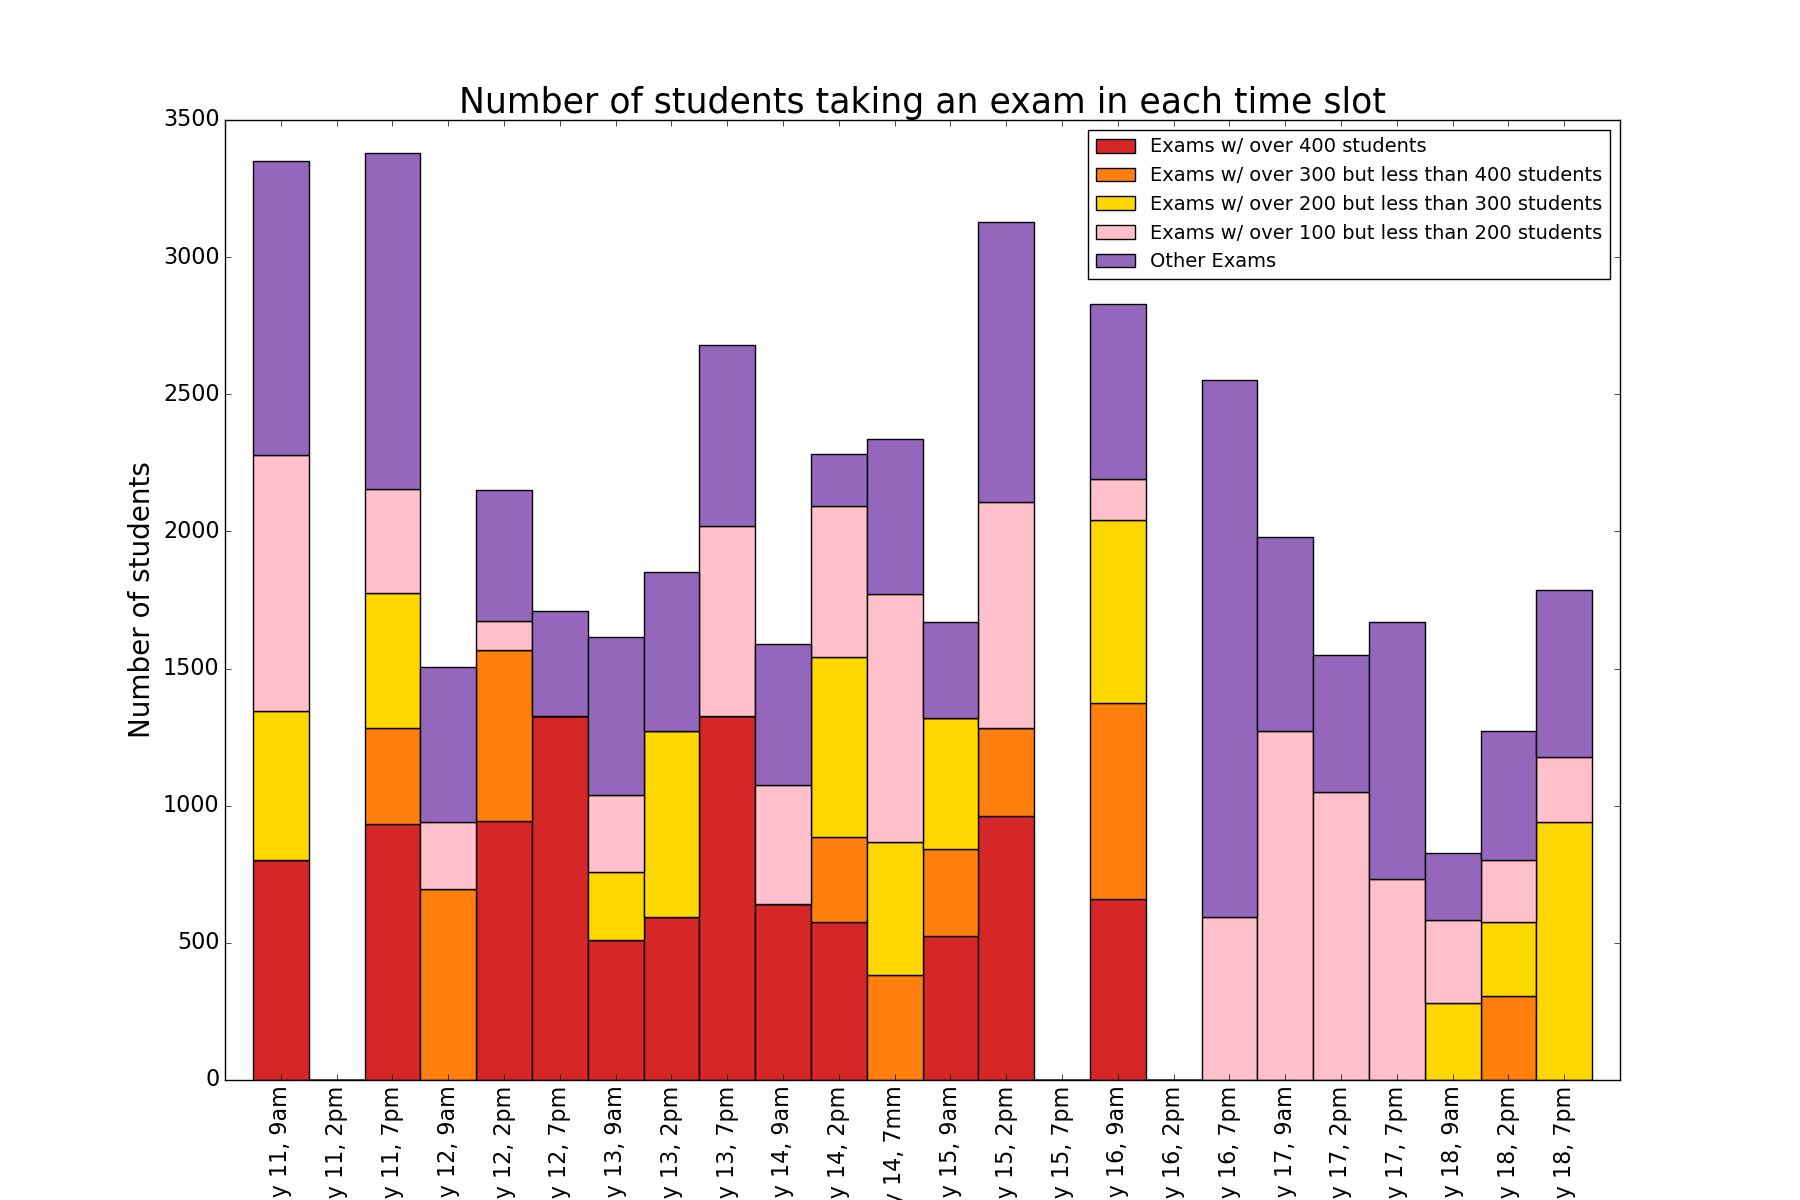 Number of students taking an exam in each time slot
Exams w/ over 400 students
Exams w/ over 300 but less than 400 students
Exams w/ over 200 but less than 300 students
Exams w/ over 100 but less than 200 students
Other Exams
Number of students
3500
3000
2500
2000
1500
1000
500
0
y 11, 9am
y 11, 2pm
y 11, 7pm
y 12, 9am
y 12, 2pm
y 12, 7pm
y 13, 9am
y 13, 2pm
y 13, 7pm
y 14, 9am
y 14, 2pm
y 14, 7mm
y 15, 9am
y 15, 2pm
y 15, 7pm
y 16, 9am
y 16, 2pm
y 16, 7pm
y 17, 9am
y 17, 2pm
y 17, 7pm
y 18, 9am
y 18, 2pm
y 18, 7pm